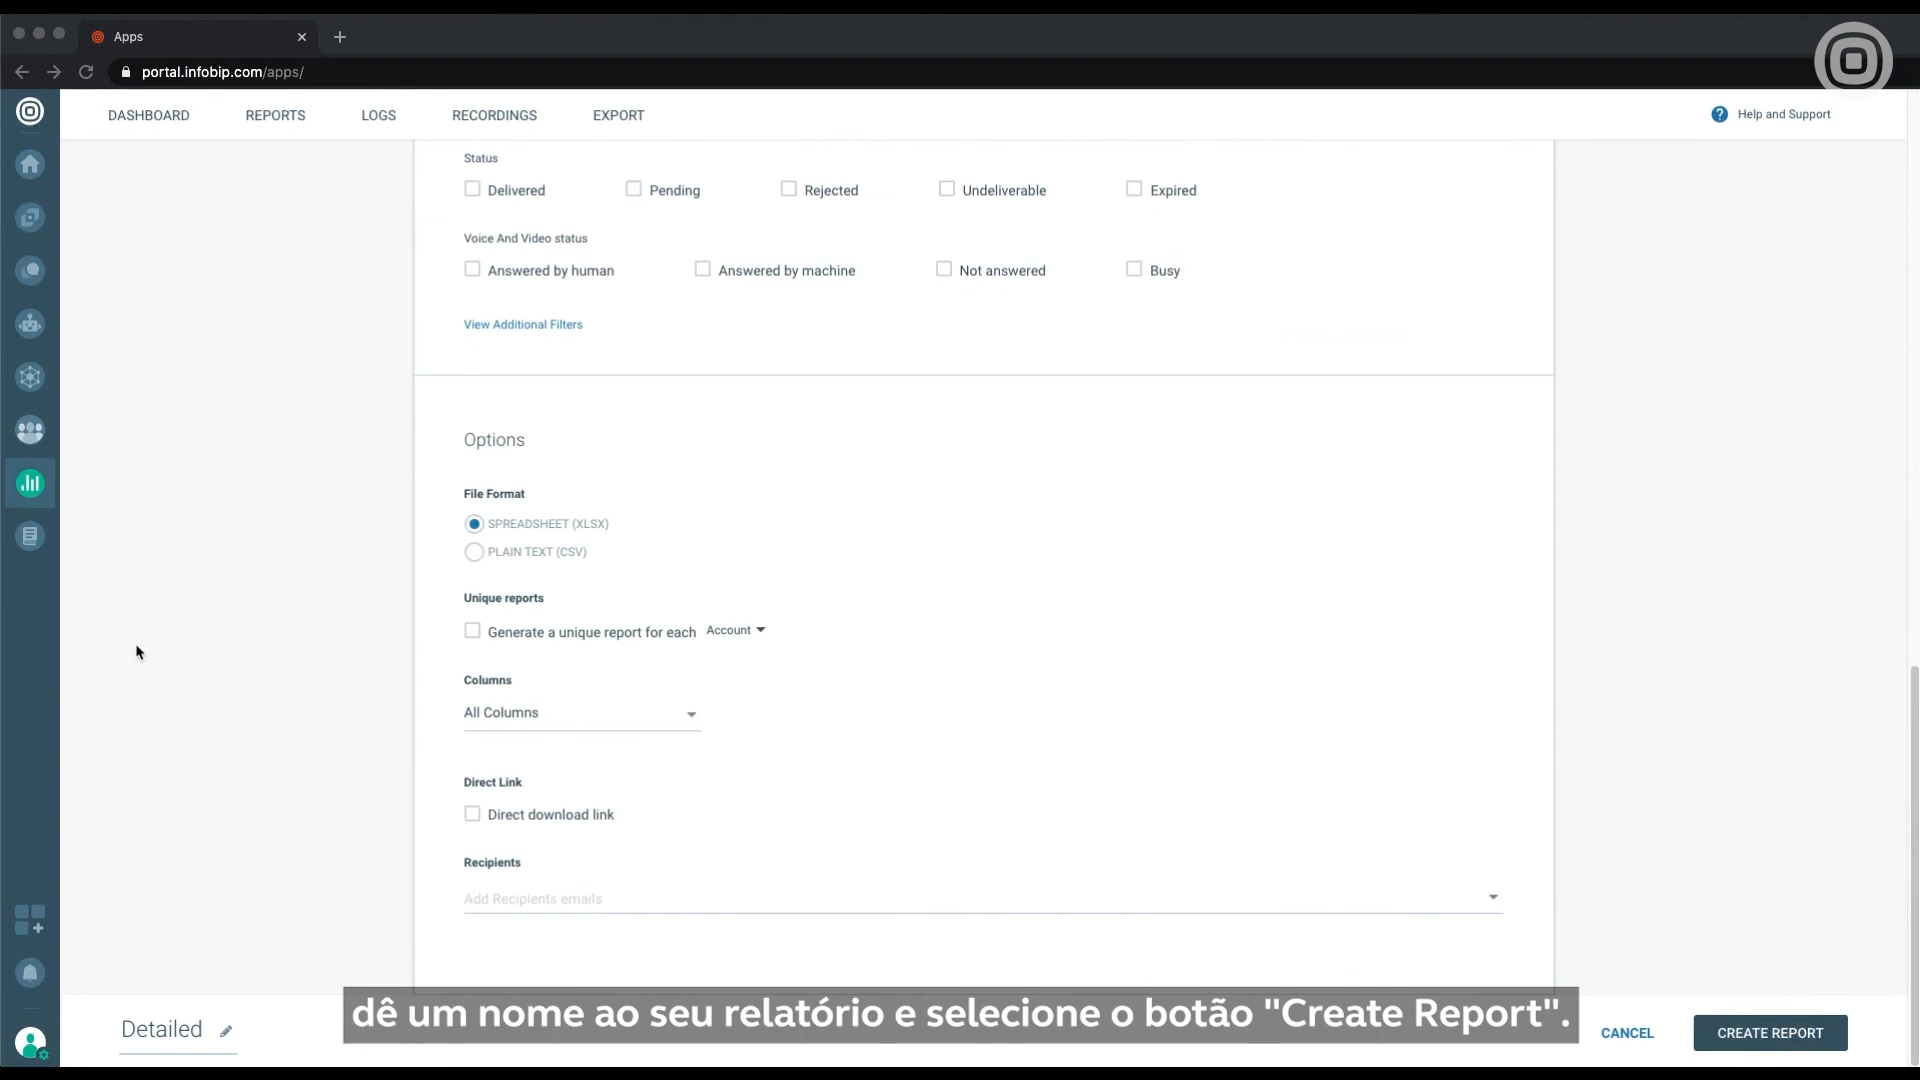 Apps
portal.infobip.com/apps/
DASHBOARD REPORTS LOGS RECORDINGS EXPORT
Help and Support
Status
Delivered Pending Rejected Undeliverable Expired
Voice And Video status
Answered by human Answered by machine Not answered Busy
View Additional Filters
Options
File Format
SPREADSHEET (XLSX)
PLAIN TEXT (CSV)
Unique reports
Generate a unique report for each Account
Columns
All Columns
Direct Link
Direct download link
Recipients
Add Recipients emails
dê um nome ao seu relatório e selecione o botão "Create Report".
Detailed
CANCEL
CREATE REPORT